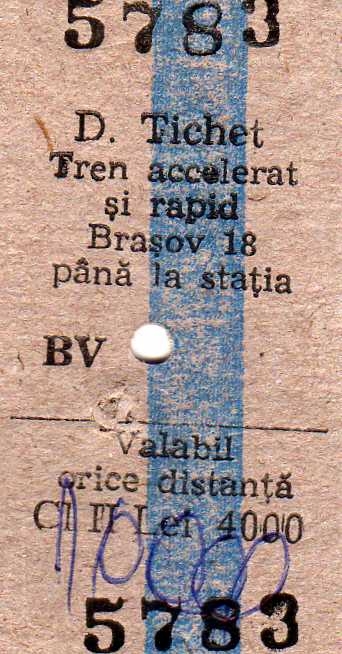 5783
D. Tichet
Tren accelerat
și rapid
Brașov 18
până la stația
BV
Valabil
orice distanță
Cl II Lei 4000
5783